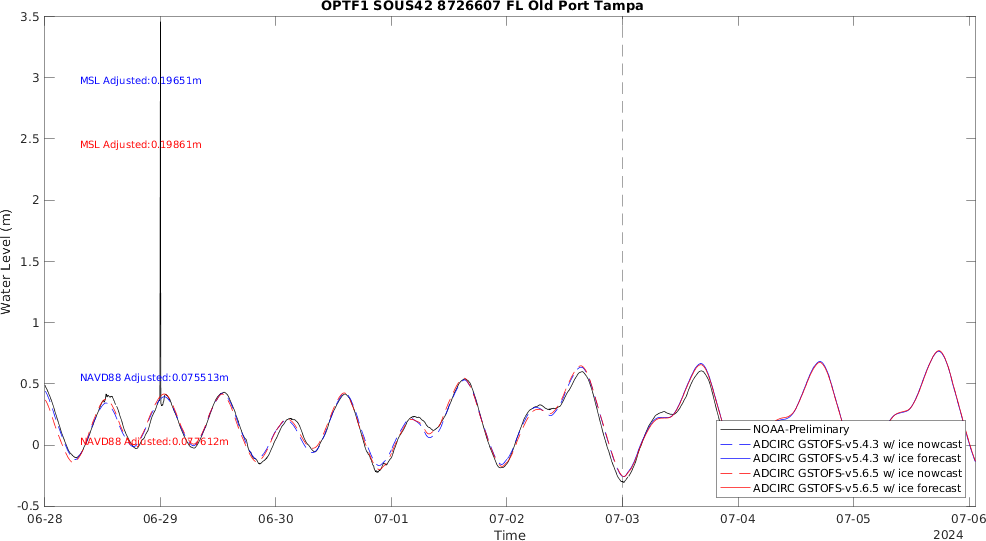 OPTF1 SOUS42 8726607 FL Old Port Tampa
Water Level (m)
3.5
3
2.5
2
1.5
1
0.5
0
-0.5
MSL Adjusted:0.19651m
MSL Adjusted:0.19861m
NAVD88 Adjusted:0.075513m
NAVD88 Adjusted:0.077612m
NOAA-Preliminary
ADCIRC GSTOFS-v5.4.3 w/ ice nowcast
ADCIRC GSTOFS-v5.4.3 w/ ice forecast
ADCIRC GSTOFS-v5.6.5 w/ ice nowcast
ADCIRC GSTOFS-v5.6.5 w/ ice forecast
06-28 06-29 06-30 07-01 07-02 07-03 07-04 07-05 07-06
Time
2024